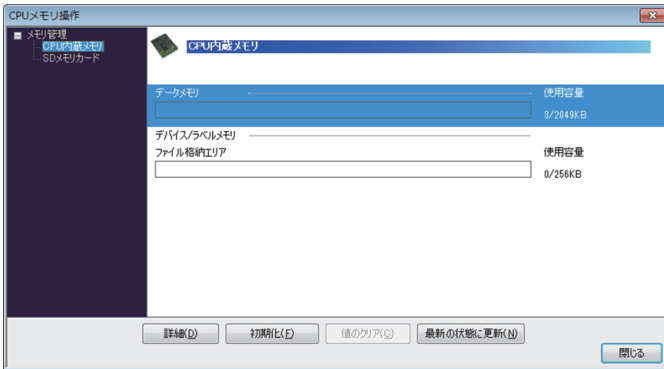 CPUメモリ操作
メモリ管理
CPU内蔵メモリ
SDメモリカード
CPU内蔵メモリ
データメモリ
使用容量
3/2049KB
デバイス/ラベルメモリ
ファイル格納エリア
使用容量
0/256KB
詳細(D)
初期化(F)
値のクリア(C)
最新の状態に更新(N)
閉じる